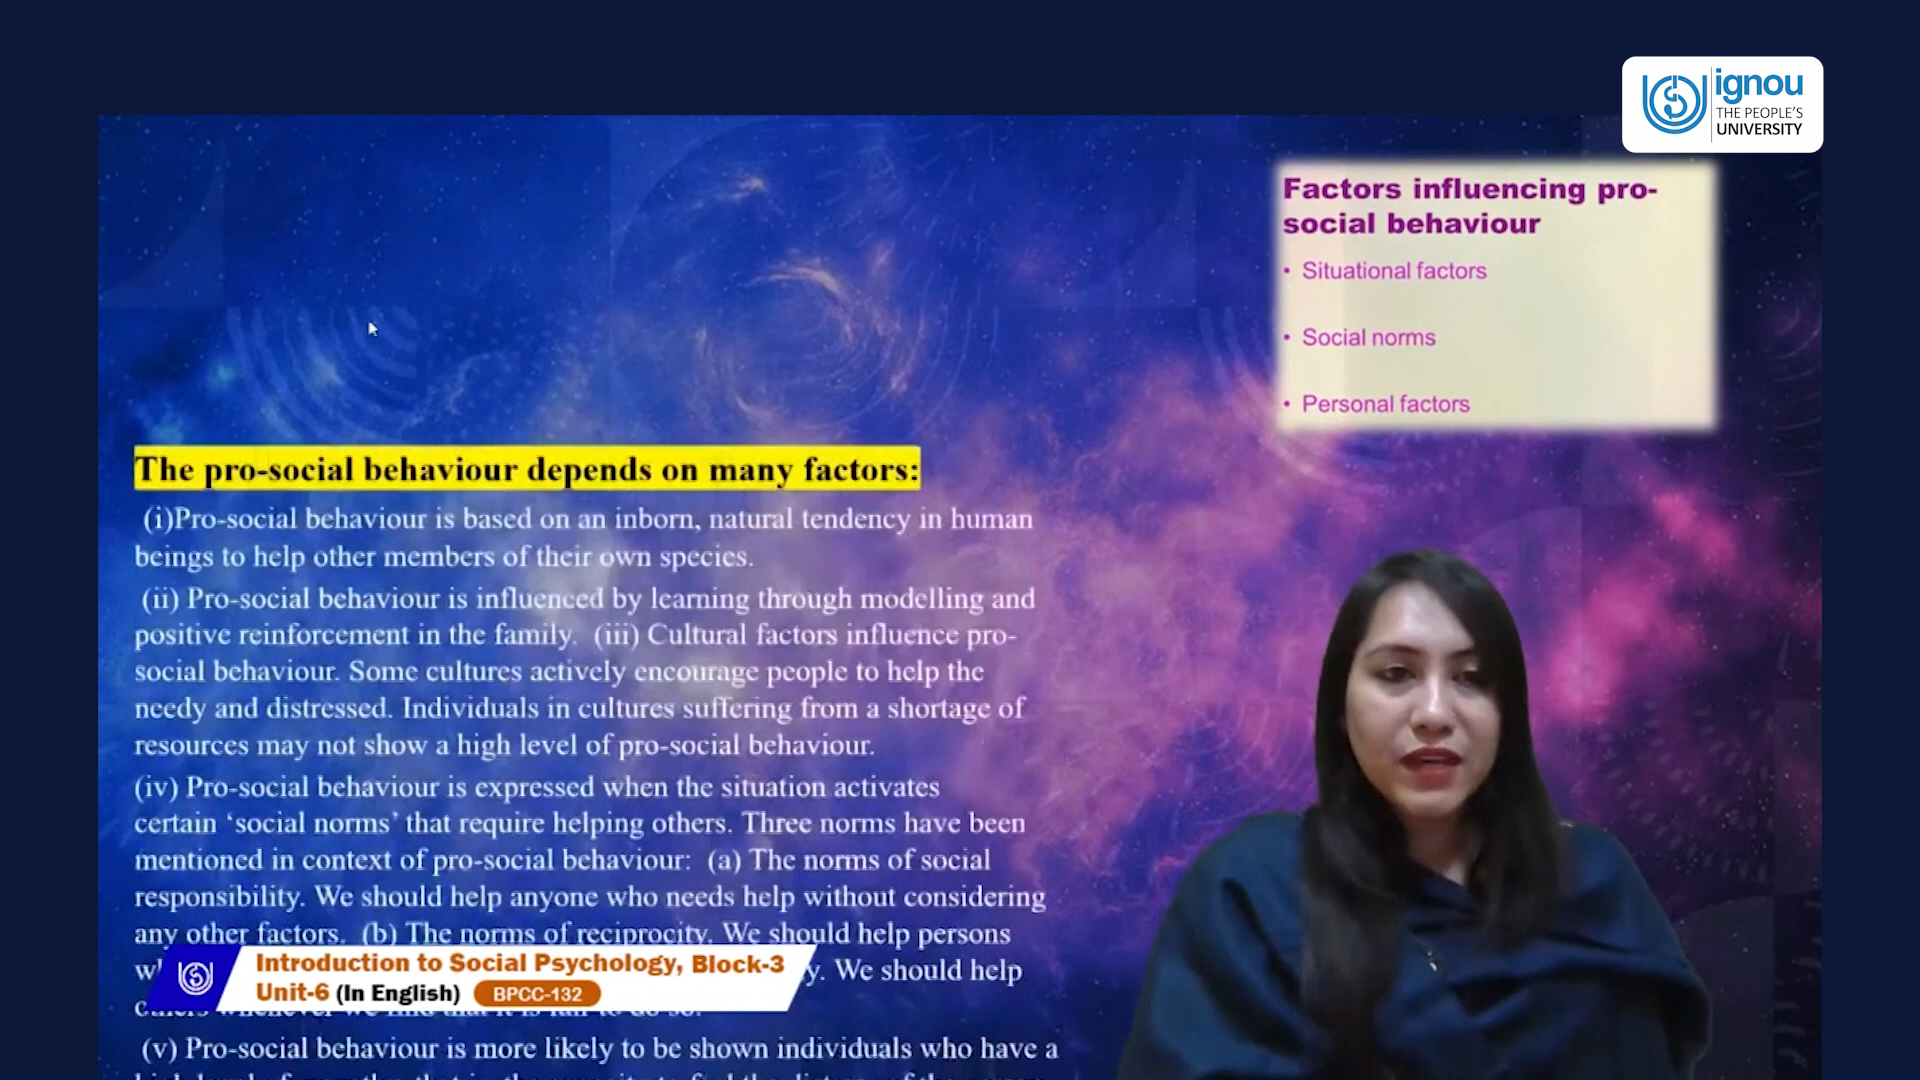 ignou
THE PEOPLE'S
UNIVERSITY
Factors influencing pro-
social behaviour
• Situational factors
• Social norms
• Personal factors
The pro-social behaviour depends on many factors:
(i)Pro-social behaviour is based on an inborn, natural tendency in human
beings to help other members of their own species.
(ii) Pro-social behaviour is influenced by learning through modelling and
positive reinforcement in the family. (iii) Cultural factors influence pro-
social behaviour. Some cultures actively encourage people to help the
needy and distressed. Individuals in cultures suffering from a shortage of
resources may not show a high level of pro-social behaviour.
(iv) Pro-social behaviour is expressed when the situation activates
certain ‘social norms’ that require helping others. Three norms have been
mentioned in context of pro-social behaviour: (a) The norms of social
responsibility. We should help anyone who needs help without considering
any other factors. (b) The norms of reciprocity. We should help persons
We should help
Introduction to Social Psychology, Block-3
Unit-6 (In English) BPCC-132
(v) Pro-social behaviour is more likely to be shown individuals who have a